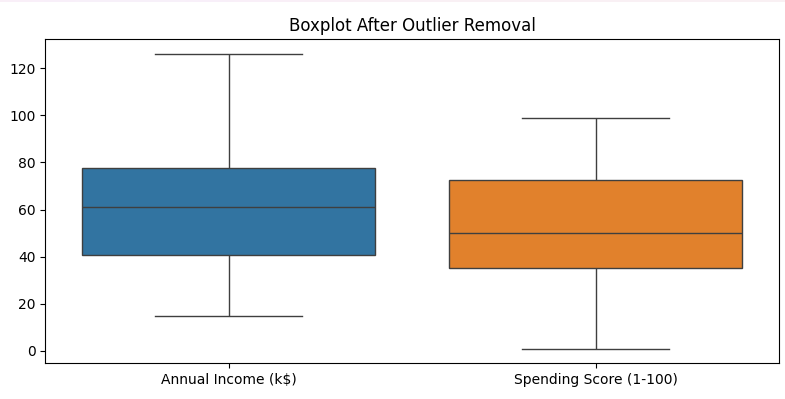 Boxplot After Outlier Removal
120
100
80
60
40
20
0
Annual Income (k$)
Spending Score (1-100)